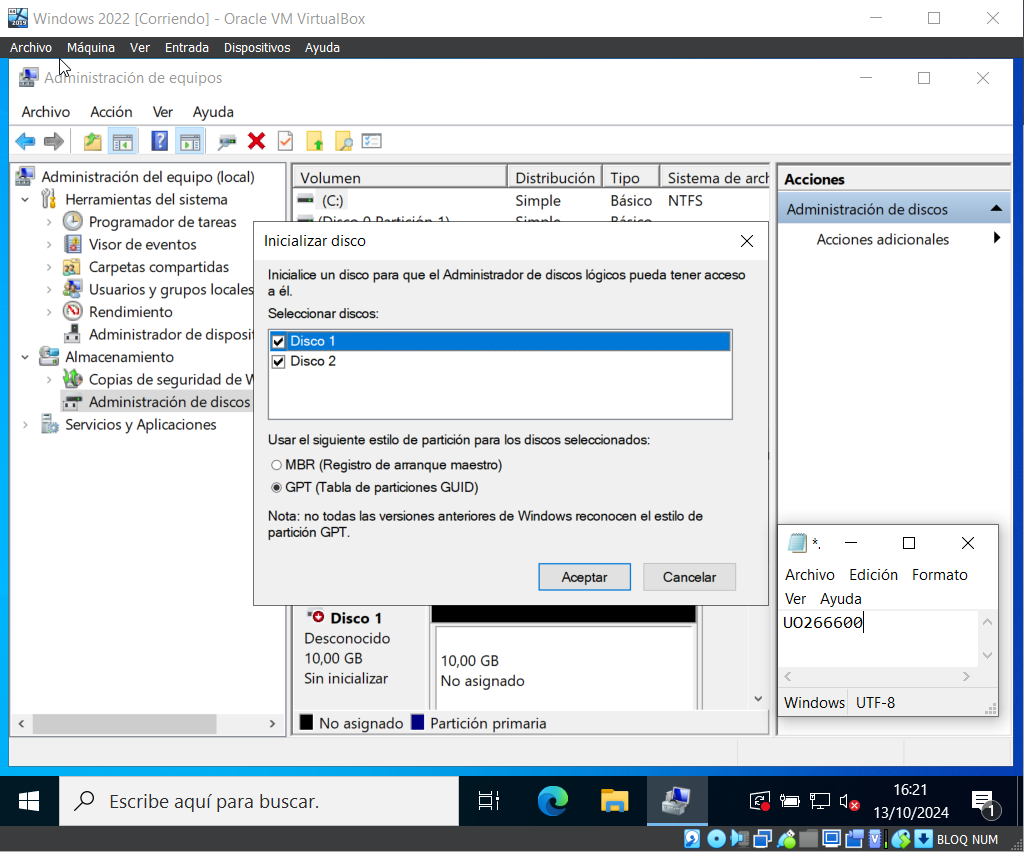 Windows 2022 [Corriendo] - Oracle VM VirtualBox
Archivo Máquina Ver Entrada Dispositivos Ayuda
Administración de equipos
Archivo Acción Ver Ayuda
Administración del equipo (local)
Herramientas del sistema
Programador de tareas
Visor de eventos
Carpetas compartidas
Usuarios y grupos locales
Rendimiento
Administrador de disposit
Almacenamiento
Copias de seguridad de W
Administración de discos
Servicios y Aplicaciones
Volumen Distribución Tipo Sistema de arch
(C:) Simple Básico NTFS
(Disco 0 Partición 1) Simple Básico
Acciones
Administración de discos
Acciones adicionales
Inicializar disco
Inicialice un disco para que el Administrador de discos lógicos pueda tener acceso
a él.
Seleccionar discos:
Disco 1
Disco 2
Usar el siguiente estilo de partición para los discos seleccionados:
MBR (Registro de arranque maestro)
GPT (Tabla de particiones GUID)
Nota: no todas las versiones anteriores de Windows reconocen el estilo de
partición GPT.
Aceptar Cancelar
Disco 1
Desconocido
10,00 GB
Sin inicializar
10,00 GB
No asignado
No asignado Partición primaria
*.
Archivo Edición Formato
Ver Ayuda
UO266600
Windows UTF-8
Escribe aquí para buscar.
16:21
13/10/2024
1
BLOQ NUM